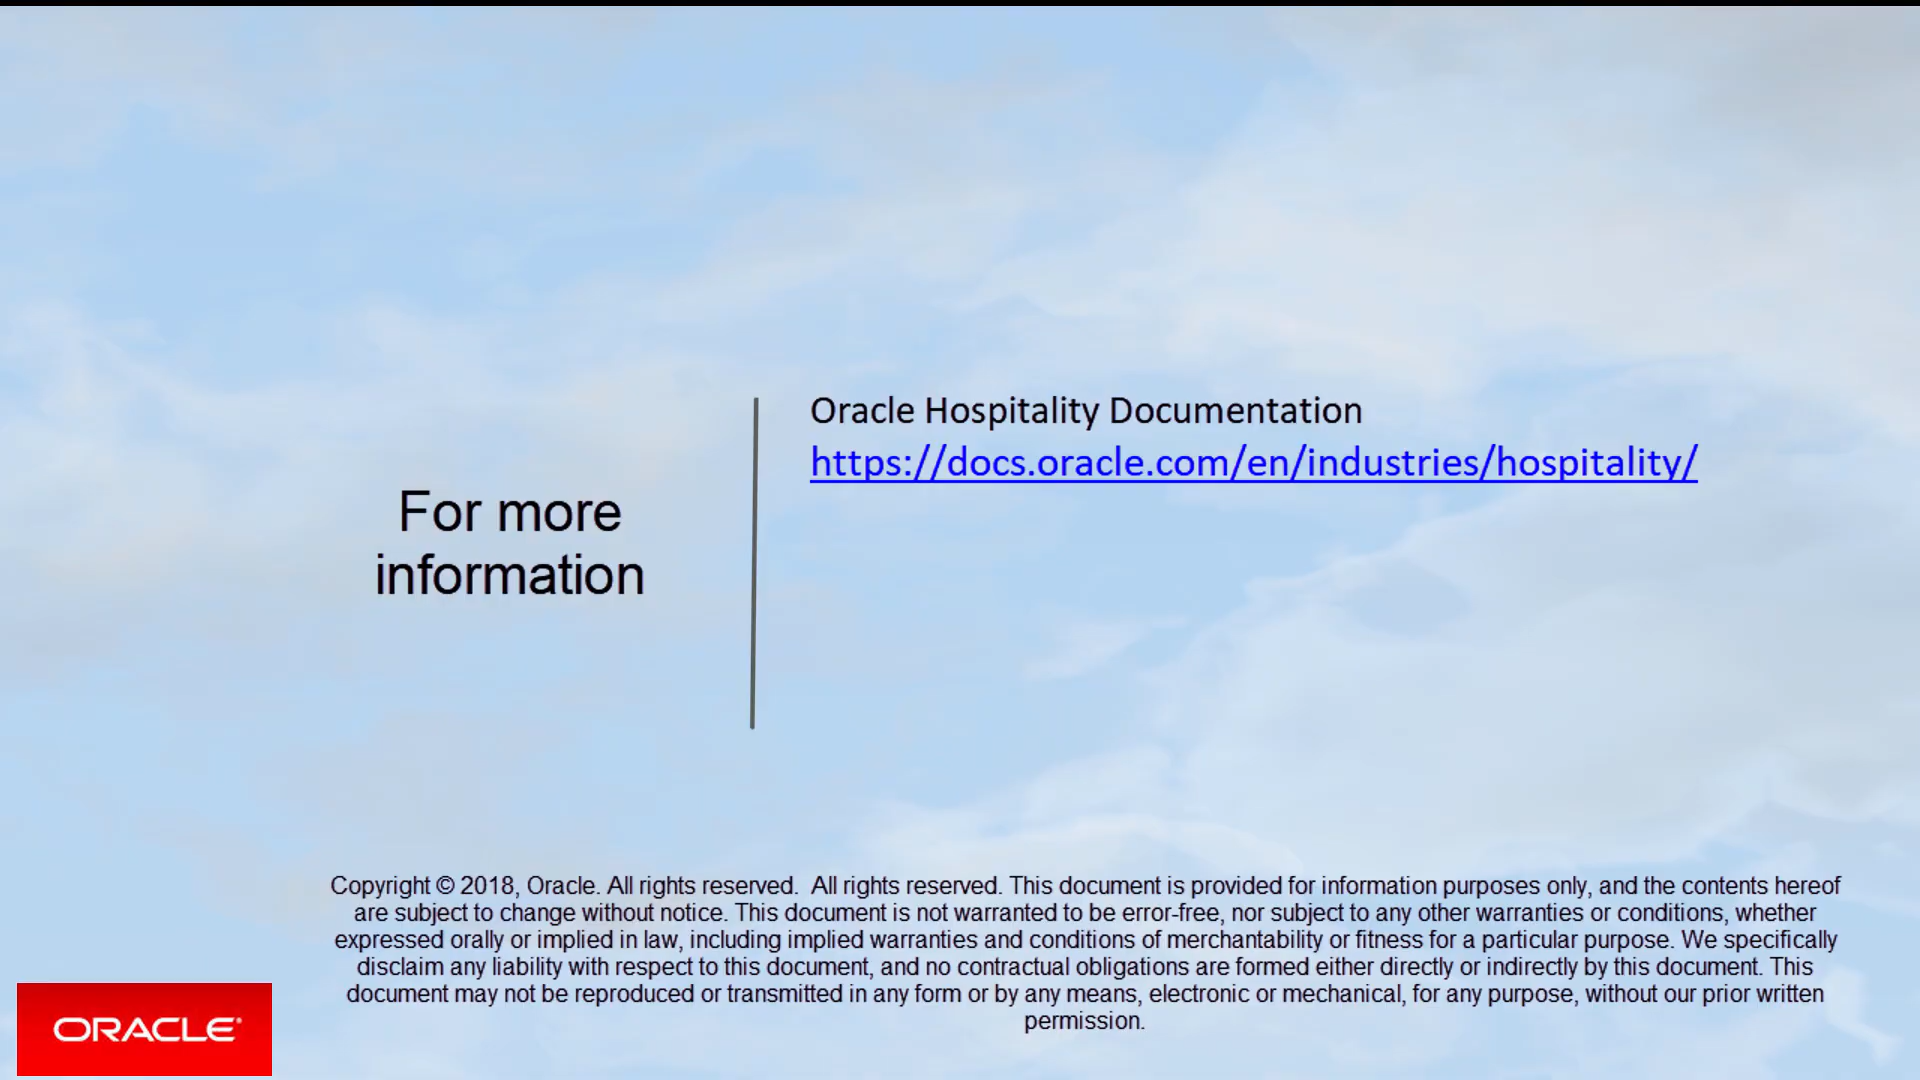 For more
information
Oracle Hospitality Documentation
https://docs.oracle.com/en/industries/hospitality/
Copyright © 2018, Oracle. All rights reserved.  All rights reserved. This document is provided for information purposes only, and the contents hereof
are subject to change without notice. This document is not warranted to be error-free, nor subject to any other warranties or conditions, whether
expressed orally or implied in law, including implied warranties and conditions of merchantability or fitness for a particular purpose. We specifically
disclaim any liability with respect to this document, and no contractual obligations are formed either directly or indirectly by this document. This
document may not be reproduced or transmitted in any form or by any means, electronic or mechanical, for any purpose, without our prior written
permission.
ORACLE®